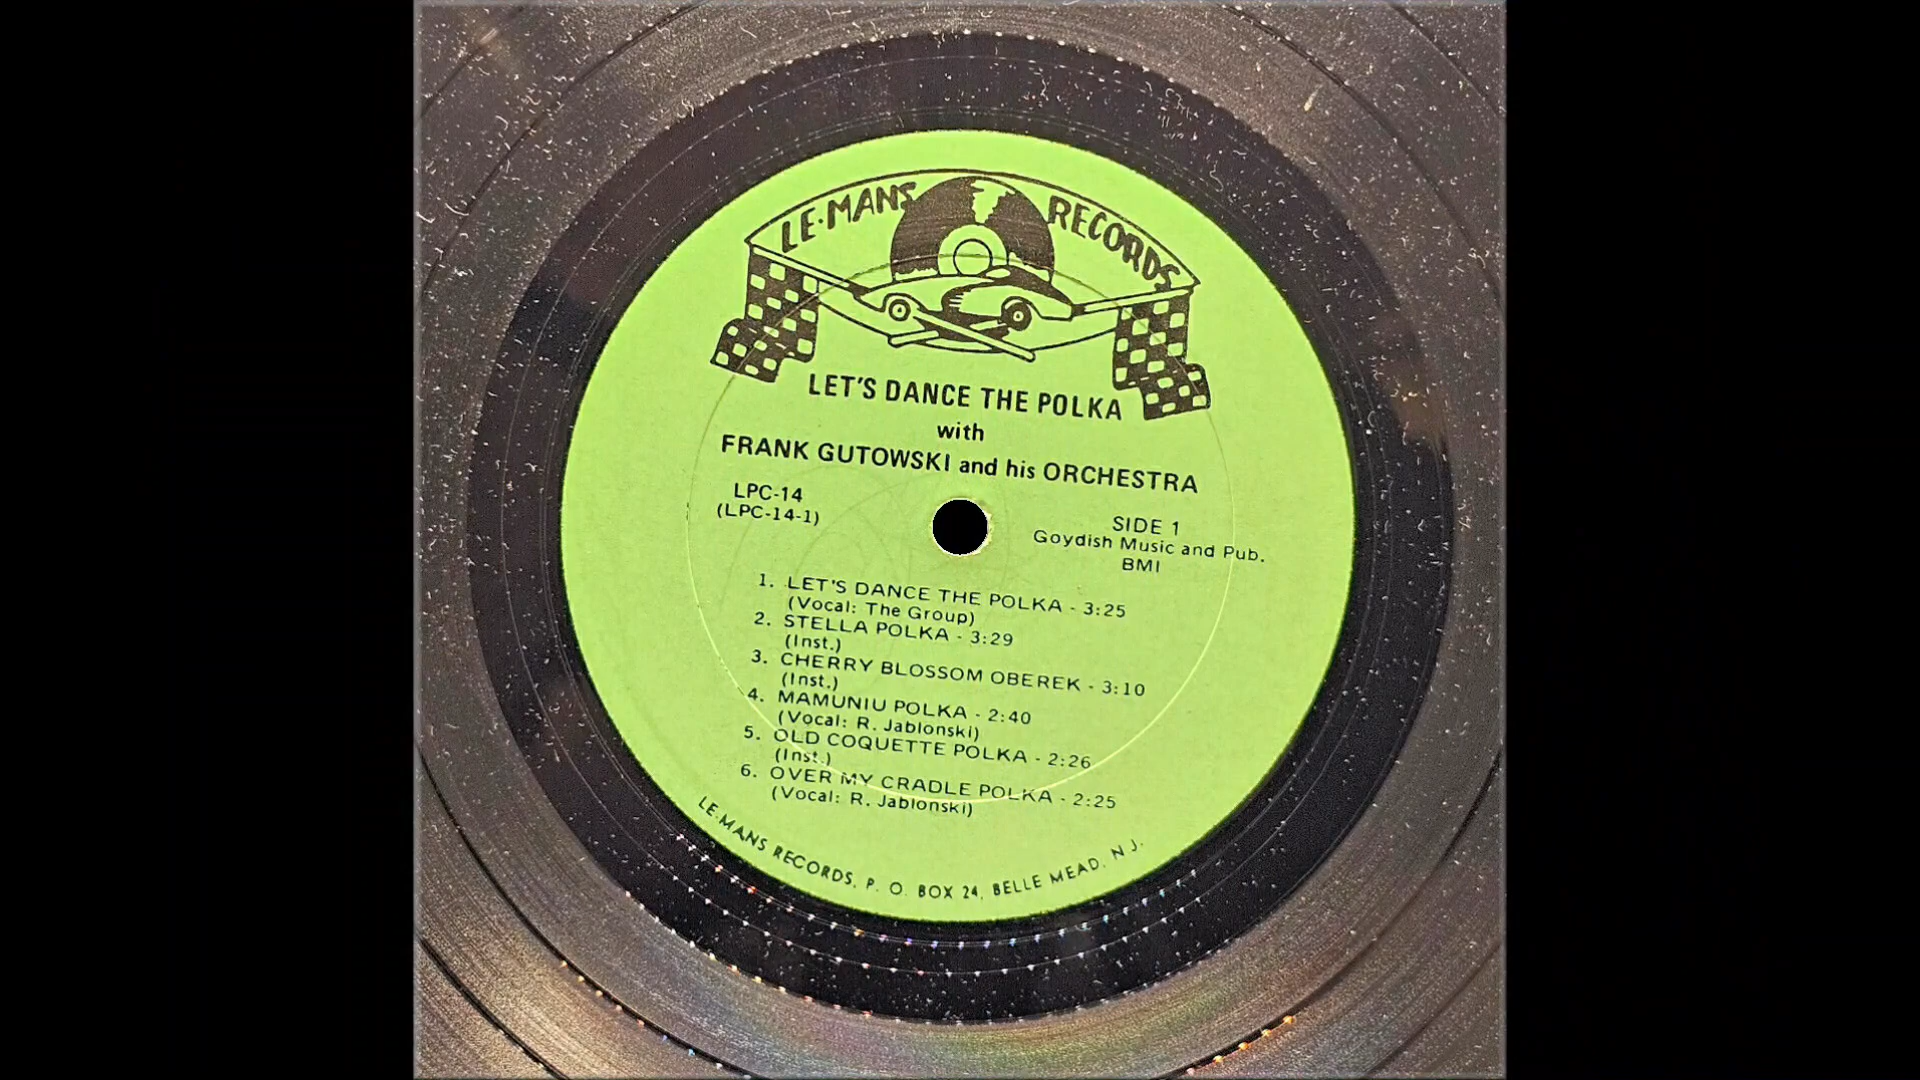 LE-MANS RECORDS
LET'S DANCE THE POLKA
with
FRANK GUTOWSKI and his ORCHESTRA
LPC-14
(LPC-14-1)
SIDE 1
Goydish Music and Pub.
BMI
1. LET'S DANCE THE POLKA - 3:25
(Vocal: The Group)
2. STELLA POLKA - 3:29
(Inst.)
3. CHERRY BLOSSOM OBEREK - 3:10
(Inst.)
4. MAMUNIU POLKA - 2:40
(Vocal: R. Jablonski)
5. OLD COQUETTE POLKA - 2:26
(Inst.)
6. OVER MY CRADLE POLKA - 2:25
(Vocal: R. Jablonski)
LE-MANS RECORDS, P. O. BOX 24, BELLE MEAD, N J.